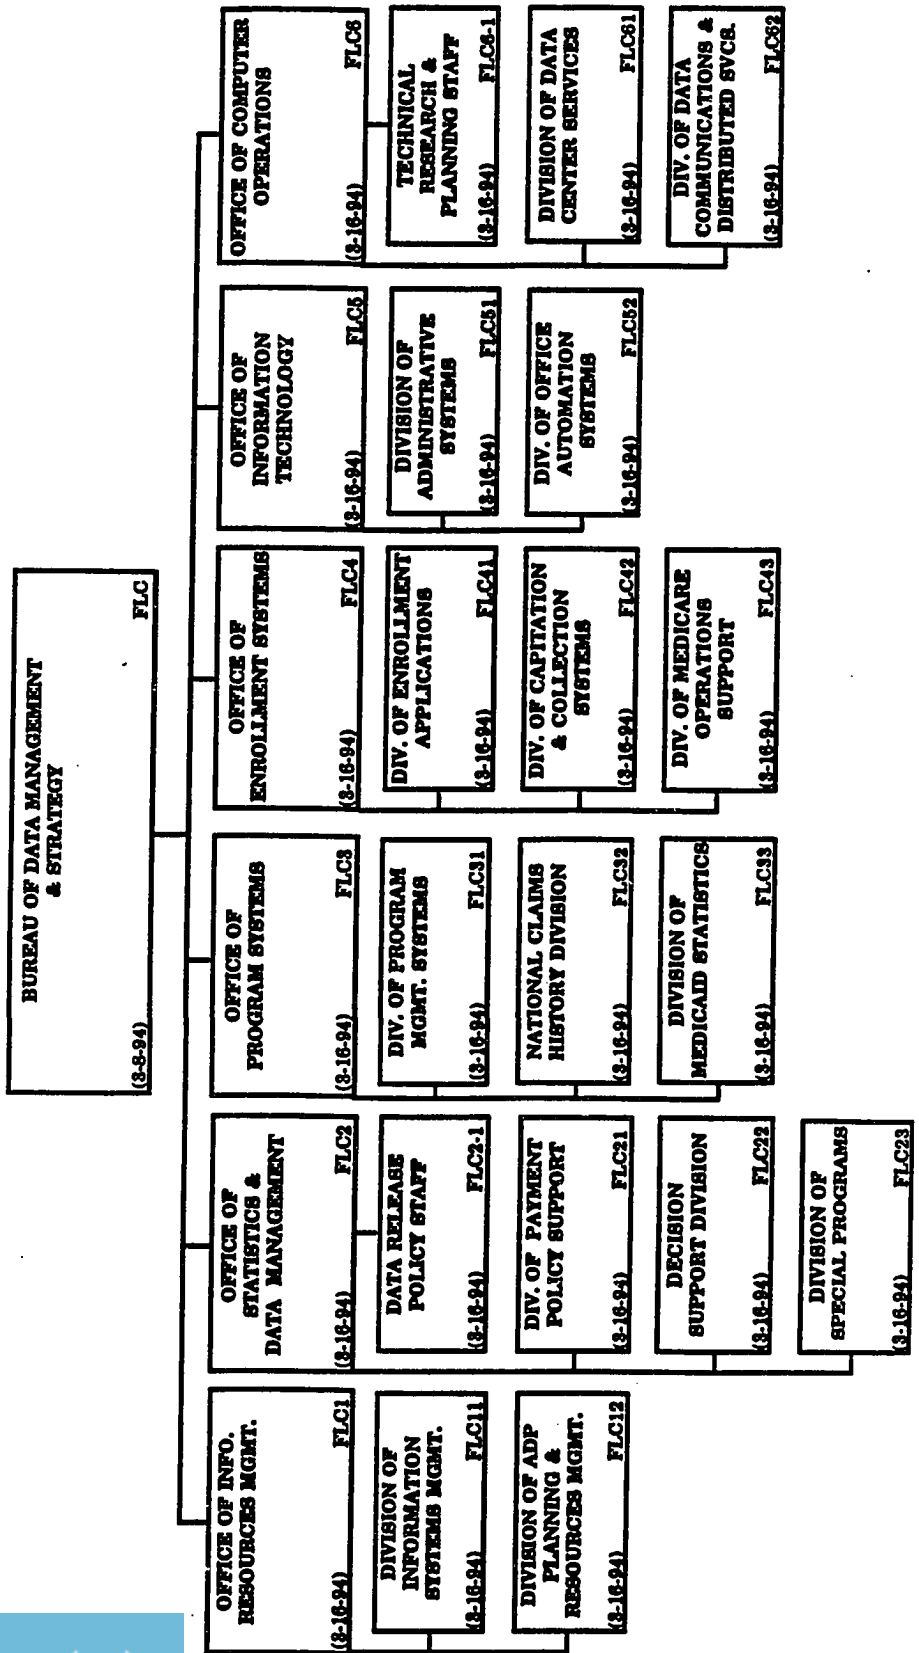 BUREAU OF DATA MANAGEMENT
& STRATEGY
(3-8-94) FLC
OFFICE OF INFO.
RESOURCES MGMT.
(3-16-94) FLC1
DIVISION OF
INFORMATION
SYSTEMS MGMT.
(3-16-94) FLC11
DIVISION OF ADP
PLANNING &
RESOURCES MGMT.
(3-16-94) FLC12
OFFICE OF
STATISTICS &
DATA MANAGEMENT
(3-16-94) FLC2
DATA RELEASE
POLICY STAFF
(3-16-94) FLC2-1
DIV. OF PAYMENT
POLICY SUPPORT
(3-16-94) FLC21
DECISION
SUPPORT DIVISION
(3-16-94) FLC22
DIVISION OF
SPECIAL PROGRAMS
(3-16-94) FLC23
OFFICE OF
PROGRAM SYSTEMS
(3-16-94) FLC3
DIV. OF PROGRAM
MGMT. SYSTEMS
(3-16-94) FLC31
NATIONAL CLAIMS
HISTORY DIVISION
(3-16-94) FLC32
DIVISION OF
MEDICAID STATISTICS
(3-16-94) FLC33
OFFICE OF
ENROLLMENT SYSTEMS
(3-16-94) FLC4
DIV. OF ENROLLMENT
APPLICATIONS
(3-16-94) FLC41
DIV. OF CAPITATION
& COLLECTION
SYSTEMS
(3-16-94) FLC42
DIV. OF MEDICARE
OPERATIONS
SUPPORT
(3-16-94) FLC43
OFFICE OF
INFORMATION
TECHNOLOGY
(3-16-94) FLC5
DIVISION OF
ADMINISTRATIVE
SYSTEMS
(3-16-94) FLC51
DIV. OF OFFICE
AUTOMATION
SYSTEMS
(3-16-94) FLC52
OFFICE OF COMPUTER
OPERATIONS
(3-16-94) FLC6
TECHNICAL
RESEARCH &
PLANNING STAFF
(3-16-94) FLC6-1
DIVISION OF DATA
CENTER SERVICES
(3-16-94) FLC61
DIV. OF DATA
COMMUNICATIONS &
DISTRIBUTED SVCS.
(3-16-94) FLC62